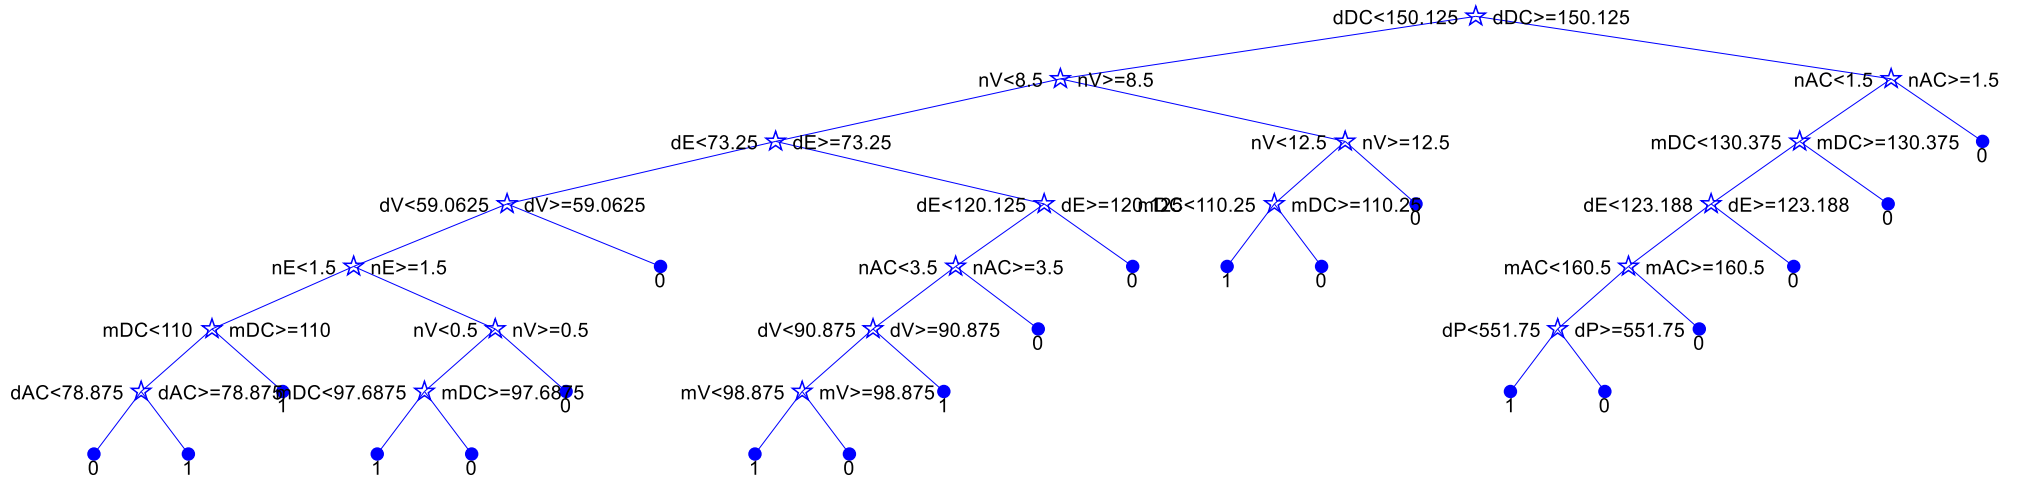 dDC<150.125 dDC>=150.125
nV<8.5 nV>=8.5 nAC<1.5 nAC>=1.5
dE<73.25 dE>=73.25 nV<12.5 nV>=12.5 mDC<130.375 mDC>=130.375 0
dV<59.0625 dV>=59.0625 dE<120.125 dE>=120.125 mDC<110.25 mDC>=110.25 0 dE<123.188 dE>=123.188 0
nE<1.5 nE>=1.5 0 nAC<3.5 nAC>=3.5 0 1 0 mAC<160.5 mAC>=160.5 0
mDC<110 mDC>=110 nV<0.5 nV>=0.5 dV<90.875 dV>=90.875 0 dP<551.75 dP>=551.75 0
dAC<78.875 dAC>=78.875 1 mDC<97.6875 mDC>=97.6875 0 mV<98.875 mV>=98.875 1 1 0
0 1 1 0 1 0